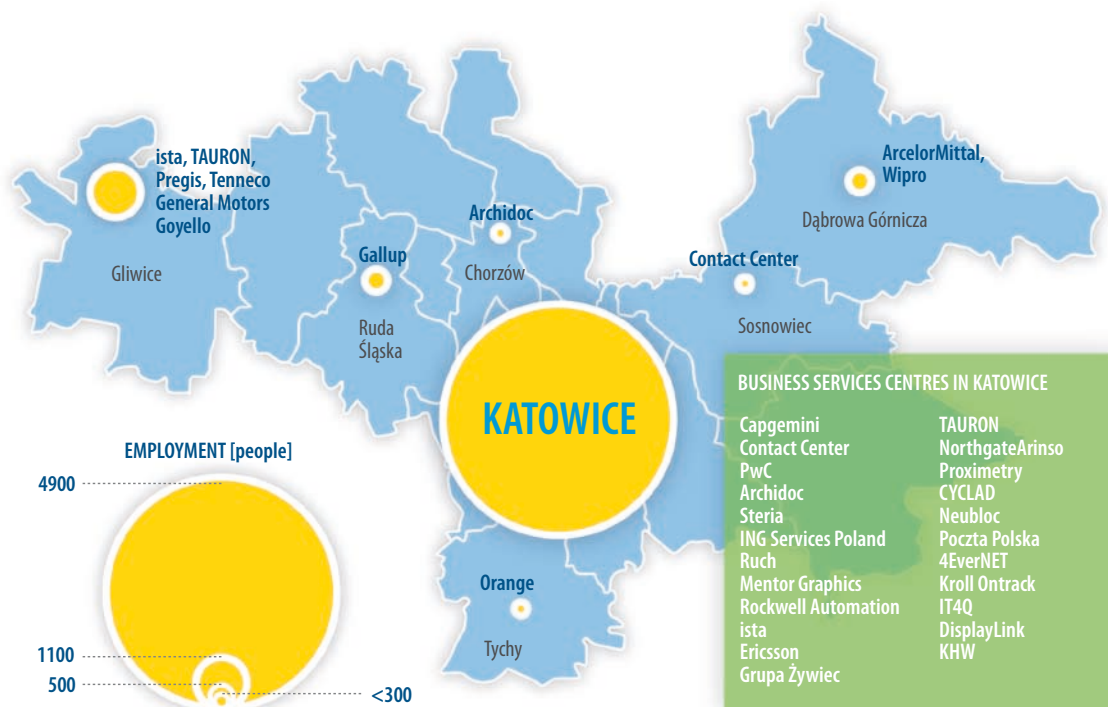 ista, TAURON,
Pregis, Tenneco
General Motors
Goyello
Gliwice
Gallup
Ruda
Śląska
Archidoc
Chorzów
ArcelorMittal,
Wipro
Dąbrowa Górnicza
Contact Center
Sosnowiec
KATOWICE
Orange
Tychy
EMPLOYMENT [people]
4900
1100
500
<300
BUSINESS SERVICES CENTRES IN KATOWICE
Capgemini
Contact Center
PwC
Archidoc
Steria
ING Services Poland
Ruch
Mentor Graphics
Rockwell Automation
ista
Ericsson
Grupa Żywiec
TAURON
NorthgateArinso
Proximetry
CYCLAD
Neubloc
Poczta Polska
4EverNET
Kroll Ontrack
IT4Q
DisplayLink
KHW